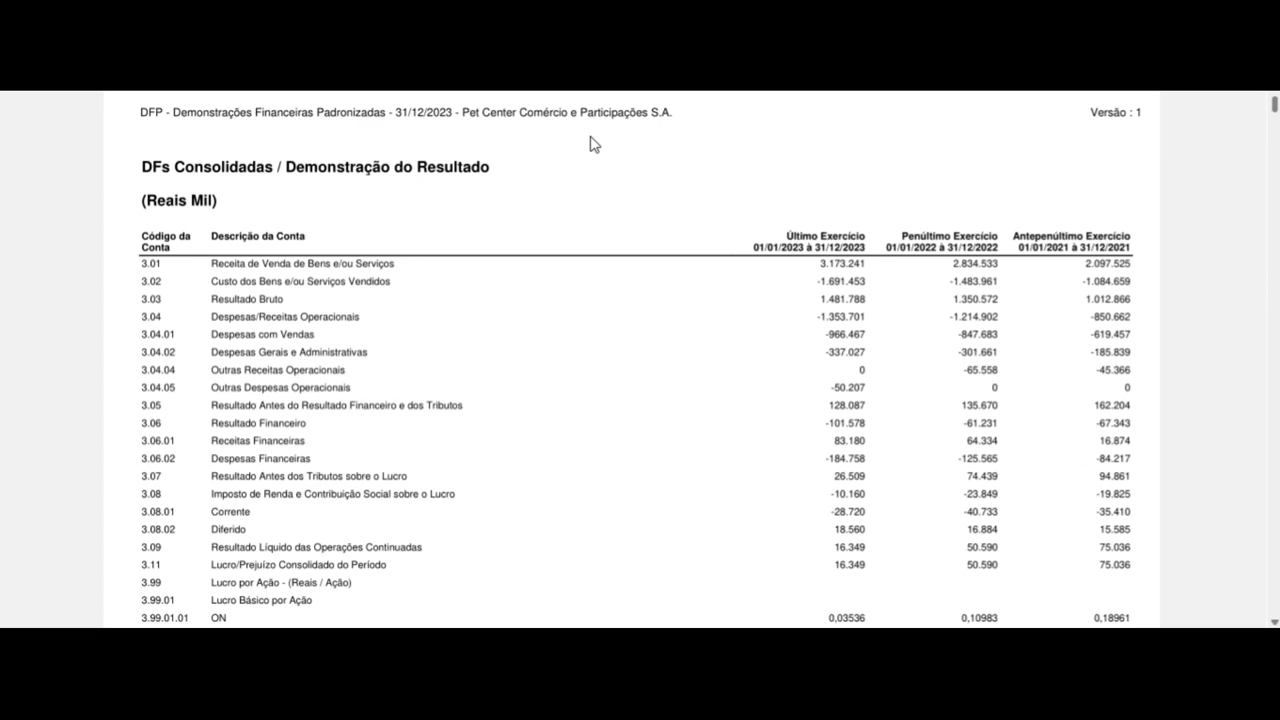 DFP - Demonstrações Financeiras Padronizadas - 31/12/2023 - Pet Center Comércio e Participações S.A. Versão : 1
DFs Consolidadas / Demonstração do Resultado
(Reais Mil)
Código da Conta Descrição da Conta Último Exercício 01/01/2023 à 31/12/2023 Penúltimo Exercício 01/01/2022 à 31/12/2022 Antepenúltimo Exercício 01/01/2021 à 31/12/2021
3.01 Receita de Venda de Bens e/ou Serviços 3.173.241 2.834.533 2.097.525
3.02 Custo dos Bens e/ou Serviços Vendidos -1.691.453 -1.483.961 -1.084.659
3.03 Resultado Bruto 1.481.788 1.350.572 1.012.866
3.04 Despesas/Receitas Operacionais -1.353.701 -1.214.902 -850.662
3.04.01 Despesas com Vendas -966.467 -847.683 -619.457
3.04.02 Despesas Gerais e Administrativas -337.027 -301.661 -185.839
3.04.04 Outras Receitas Operacionais 0 -65.558 -45.366
3.04.05 Outras Despesas Operacionais -50.207 0 0
3.05 Resultado Antes do Resultado Financeiro e dos Tributos 128.087 135.670 162.204
3.06 Resultado Financeiro -101.578 -61.231 -67.343
3.06.01 Receitas Financeiras 83.180 64.334 16.874
3.06.02 Despesas Financeiras -184.758 -125.565 -84.217
3.07 Resultado Antes dos Tributos sobre o Lucro 26.509 74.439 94.861
3.08 Imposto de Renda e Contribuição Social sobre o Lucro -10.160 -23.849 -19.825
3.08.01 Corrente -28.720 -40.733 -35.410
3.08.02 Diferido 18.560 16.884 15.585
3.09 Resultado Líquido das Operações Continuadas 16.349 50.590 75.036
3.11 Lucro/Prejuízo Consolidado do Período 16.349 50.590 75.036
3.99 Lucro por Ação - (Reais / Ação)
3.99.01 Lucro Básico por Ação
3.99.01.01 ON 0,03536 0,10983 0,18961